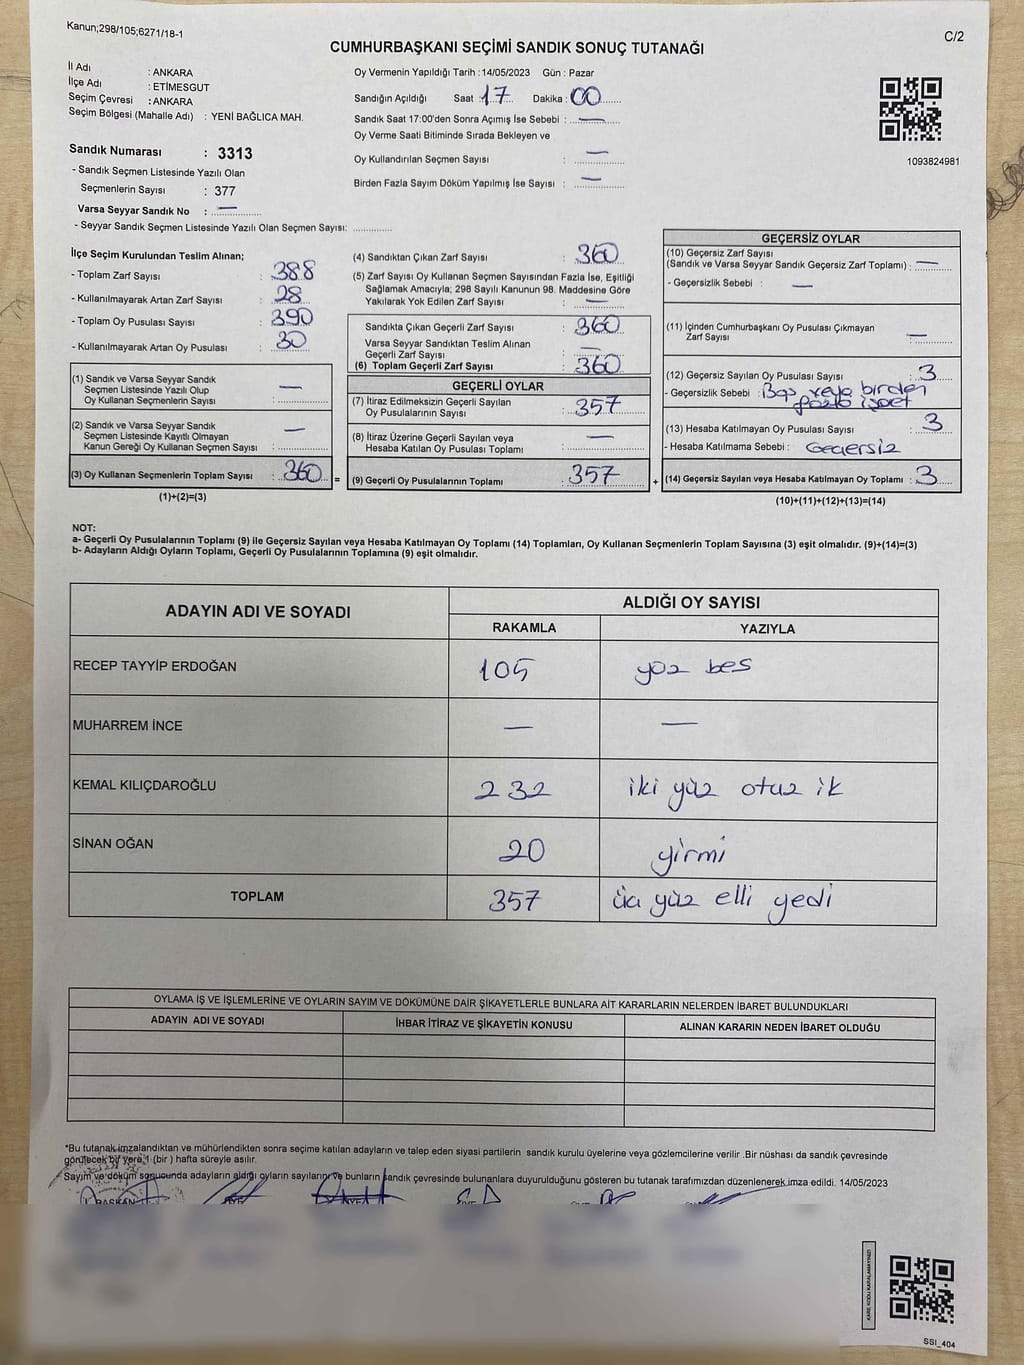 Kanun;298/105;6271/18-1
C/2
CUMHURBAŞKANI SEÇİMİ SANDIK SONUÇ TUTANAĞI
İl Adı : ANKARA
İlçe Adı : ETİMESGUT
Seçim Çevresi : ANKARA
Seçim Bölgesi (Mahalle Adı) : YENİ BAĞLICA MAH.
Sandık Numarası : 3313
- Sandık Seçmen Listesinde Yazılı Olan
Seçmenlerin Sayısı : 377
Varsa Seyyar Sandık No : —
- Seyyar Sandık Seçmen Listesinde Yazılı Olan Seçmen Sayısı: ..............
Oy Vermenin Yapıldığı Tarih :14/05/2023 Gün : Pazar
Sandığın Açıldığı Saat : 17 Dakika : 00
Sandık Saat 17:00'den Sonra Açımış İse Sebebi : —
Oy Verme Saati Bitiminde Sırada Bekleyen ve
Oy Kullandırılan Seçmen Sayısı : —
Birden Fazla Sayım Döküm Yapılmış İse Sayısı : —
1093824981
İlçe Seçim Kurulundan Teslim Alınan;
- Toplam Zarf Sayısı : 388
- Kullanılmayarak Artan Zarf Sayısı : 28
- Toplam Oy Pusulası Sayısı : 390
- Kullanılmayarak Artan Oy Pusulası : 30
(1) Sandık ve Varsa Seyyar Sandık
Seçmen Listesinde Yazılı Olup
Oy Kullanan Seçmenlerin Sayısı : —
(2) Sandık ve Varsa Seyyar Sandık
Seçmen Listesinde Kayıtlı Olmayan
Kanun Gereği Oy Kullanan Seçmen Sayısı : —
(3) Oy Kullanan Seçmenlerin Toplam Sayısı : 360 =
(1)+(2)=(3)
(4) Sandıktan Çıkan Zarf Sayısı : 360
(5) Zarf Sayısı Oy Kullanan Seçmen Sayısından Fazla İse, Eşitliği
Sağlamak Amacıyla; 298 Sayılı Kanunun 98. Maddesine Göre
Yakılarak Yok Edilen Zarf Sayısı : —
Sandıkta Çıkan Geçerli Zarf Sayısı : 360
Varsa Seyyar Sandıktan Teslim Alınan
Geçerli Zarf Sayısı : —
(6) Toplam Geçerli Zarf Sayısı : 360
GEÇERLİ OYLAR
(7) İtiraz Edilmeksizin Geçerli Sayılan
Oy Pusulalarının Sayısı : 357
(8) İtiraz Üzerine Geçerli Sayılan veya
Hesaba Katılan Oy Pusulası Toplamı : —
(9) Geçerli Oy Pusulalarının Toplamı : 357 +
GEÇERSİZ OYLAR
(10) Geçersiz Zarf Sayısı
(Sandık ve Varsa Seyyar Sandık Geçersiz Zarf Toplamı) : —
- Geçersizlik Sebebi : —
(11) İçinden Cumhurbaşkanı Oy Pusulası Çıkmayan
Zarf Sayısı : —
(12) Geçersiz Sayılan Oy Pusulası Sayısı : 3
- Geçersizlik Sebebi : Boş veya birden
fazla işaret
(13) Hesaba Katılmayan Oy Pusulası Sayısı : 3
- Hesaba Katılmama Sebebi : Geçersiz
(14) Geçersiz Sayılan veya Hesaba Katılmayan Oy Toplamı : 3
(10)+(11)+(12)+(13)=(14)
NOT:
a- Geçerli Oy Pusulalarının Toplamı (9) ile Geçersiz Sayılan veya Hesaba Katılmayan Oy Toplamı (14) Toplamları, Oy Kullanan Seçmenlerin Toplam Sayısına (3) eşit olmalıdır. (9)+(14)=(3)
b- Adayların Aldığı Oyların Toplamı, Geçerli Oy Pusulalarının Toplamına (9) eşit olmalıdır.
ADAYIN ADI VE SOYADI
ALDIĞI OY SAYISI
RAKAMLA YAZIYLA
RECEP TAYYİP ERDOĞAN 105 yüz beş
MUHARREM İNCE — —
KEMAL KILIÇDAROĞLU 232 iki yüz otuz ik
SİNAN OĞAN 20 yirmi
TOPLAM 357 üç yüz elli yedi
OYLAMA İŞ VE İŞLEMLERİNE VE OYLARIN SAYIM VE DÖKÜMÜNE DAİR ŞİKAYETLERLE BUNLARA AİT KARARLARIN NELERDEN İBARET BULUNDUKLARI
ADAYIN ADI VE SOYADI İHBAR İTİRAZ VE ŞİKAYETİN KONUSU ALINAN KARARIN NEDEN İBARET OLDUĞU
*Bu tutanak imzalandıktan ve mühürlendikten sonra seçime katılan adayların ve talep eden siyasi partilerin sandık kurulu üyelerine veya gözlemcilerine verilir .Bir nüshası da sandık çevresinde
görülecek bir yere 1 (bir ) hafta süreyle asılır.
Sayım ve döküm sonucunda adayların aldığı oyların sayılarını ve bunların sandık çevresinde bulunanlara duyurulduğunu gösteren bu tutanak tarafımızdan düzenlenerek imza edildi. 14/05/2023
BAŞKAN ÜYE ÜYE ÜYE
KARE KODU KARALAMAYINIZ!
SSI_404